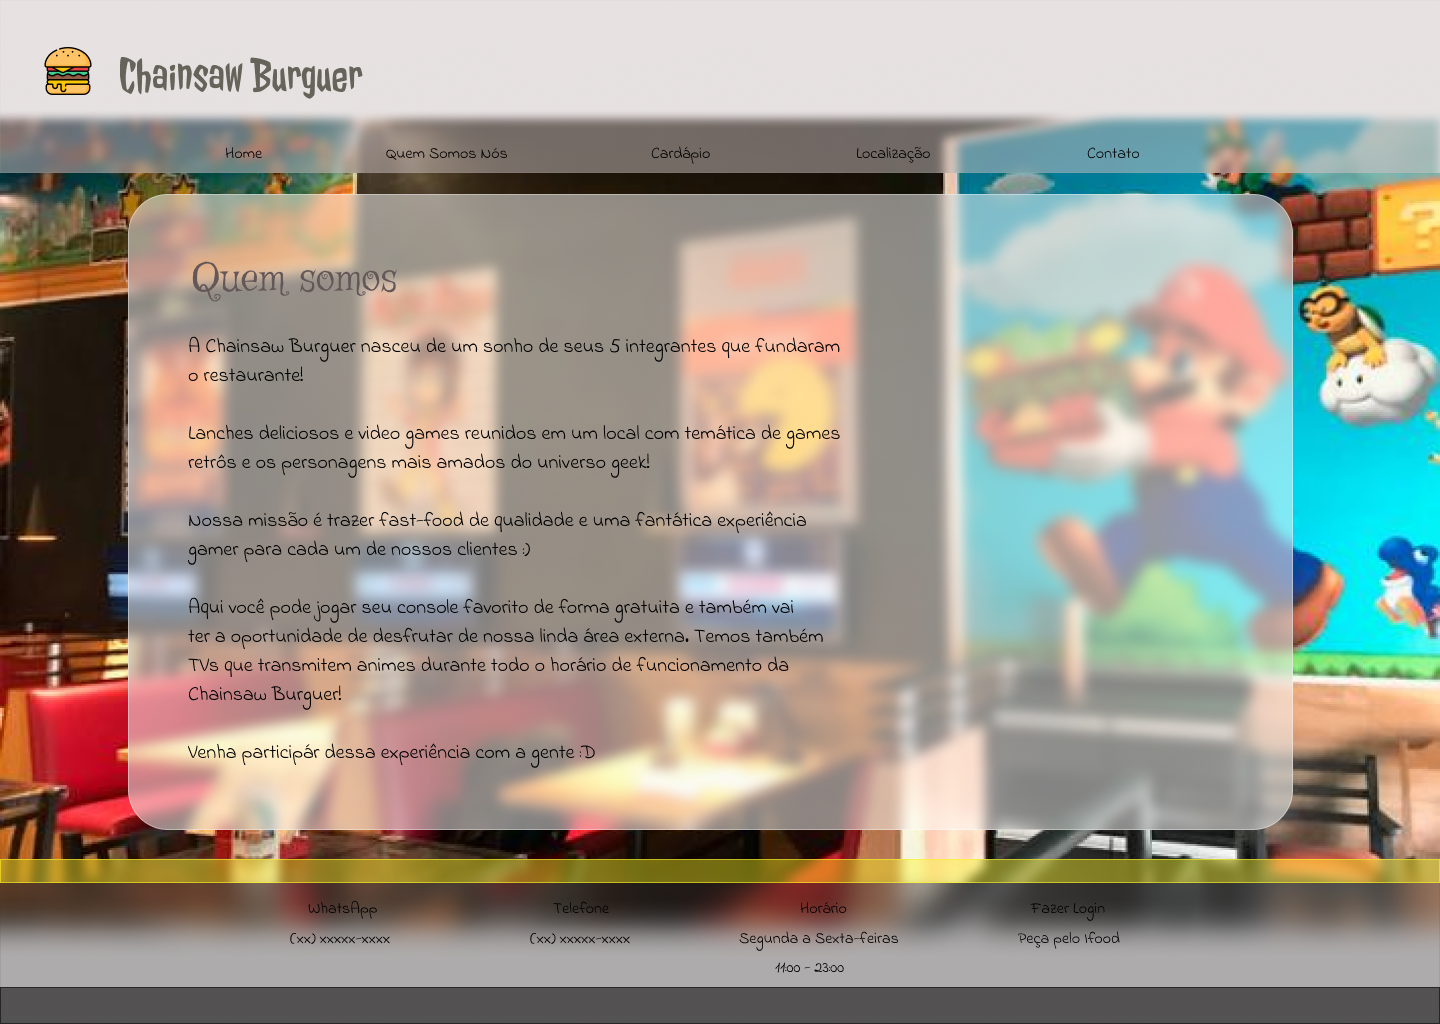 Chainsaw Burguer
Home
Quem Somos Nós
Cardápio
Localização
Contato
Quem somos
A Chainsaw Burguer nasceu de um sonho de seus 5 integrantes que fundaram
o restaurante!
Lanches deliciosos e video games reunidos em um local com temática de games
retrôs e os personagens mais amados do universo geek!
Nossa missão é trazer fast-food de qualidade e uma fantática experiência
gamer para cada um de nossos clientes :)
Aqui você pode jogar seu console favorito de forma gratuita e também vai
ter a oportunidade de desfrutar de nossa linda área externa. Temos também
TVs que transmitem animes durante todo o horário de funcionamento da
Chainsaw Burguer!
Venha participár dessa experiência com a gente :D
WhatsApp
Telefone
Horário
Fazer Login
(xx) xxxxx-xxxx
(xx) xxxxx-xxxx
Segunda a Sexta-feiras
Peça pelo Ifood
11:00 - 23:00